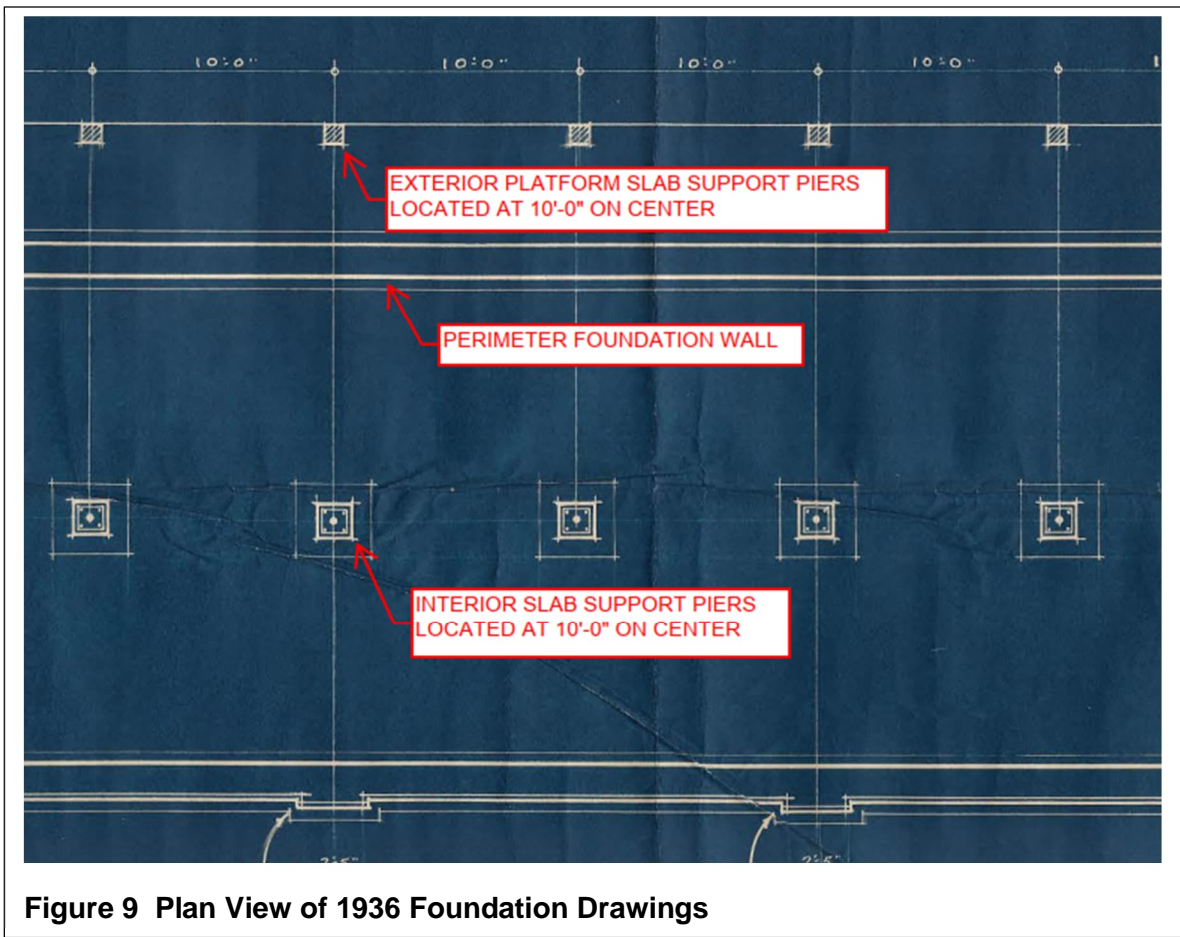 10'-0" 10'-0" 10'-0" 10'-0"
EXTERIOR PLATFORM SLAB SUPPORT PIERS
LOCATED AT 10'-0" ON CENTER
PERIMETER FOUNDATION WALL
INTERIOR SLAB SUPPORT PIERS
LOCATED AT 10'-0" ON CENTER
Figure 9 Plan View of 1936 Foundation Drawings